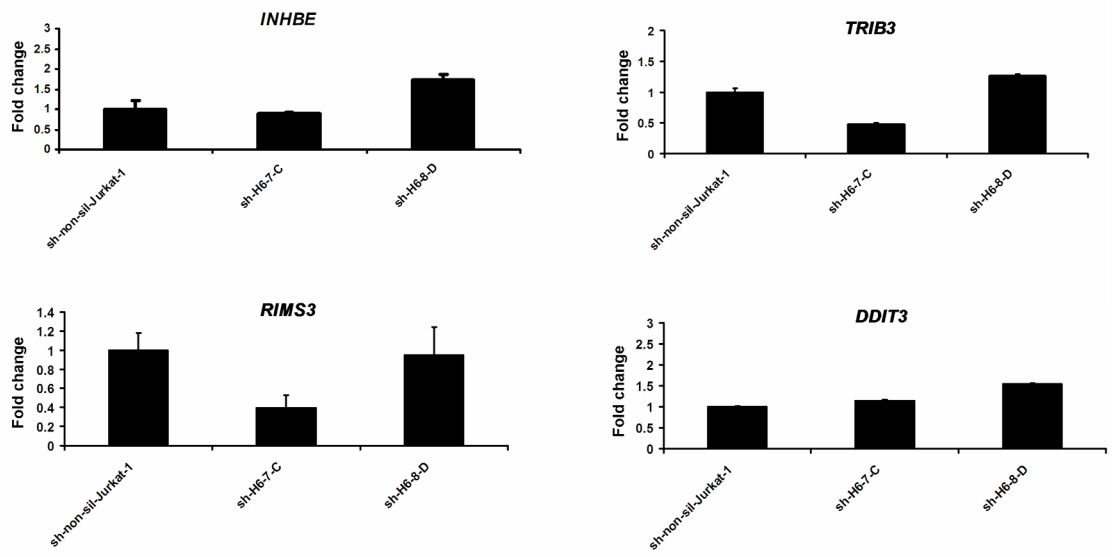 INHBE
Fold change
3
2.5
2
1.5
1
0.5
0
sh-non-sil-Jurkat-1
sh-H6-7-C
sh-H6-8-D
TRIB3
Fold change
2
1.5
1
0.5
0
sh-non-sil-Jurkat-1
sh-H6-7-C
sh-H6-8-D
RIMS3
Fold change
1.4
1.2
1
0.8
0.6
0.4
0.2
0
sh-non-sil-Jurkat-1
sh-H6-7-C
sh-H6-8-D
DDIT3
Fold change
3
2.5
2
1.5
1
0.5
0
sh-non-sil-Jurkat-1
sh-H6-7-C
sh-H6-8-D